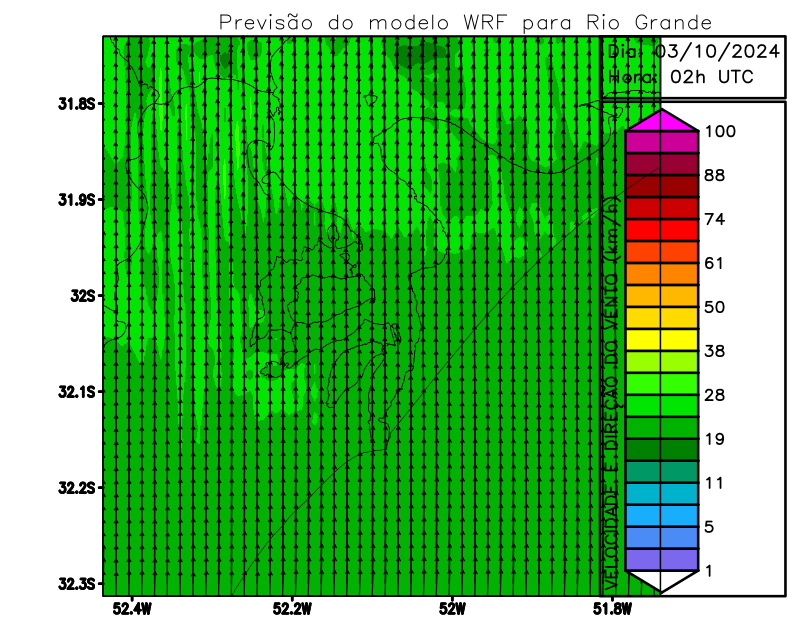 Previsão do modelo WRF para Rio Grande
Dia: 03/10/2024
Hora: 02h UTC
31.8S
31.9S
32S
32.1S
32.2S
32.3S
52.4W
52.2W
52W
51.8W
VELOCIDADE E DIREÇÃO DO VENTO (km/h)
100
88
74
61
50
38
28
19
11
5
1